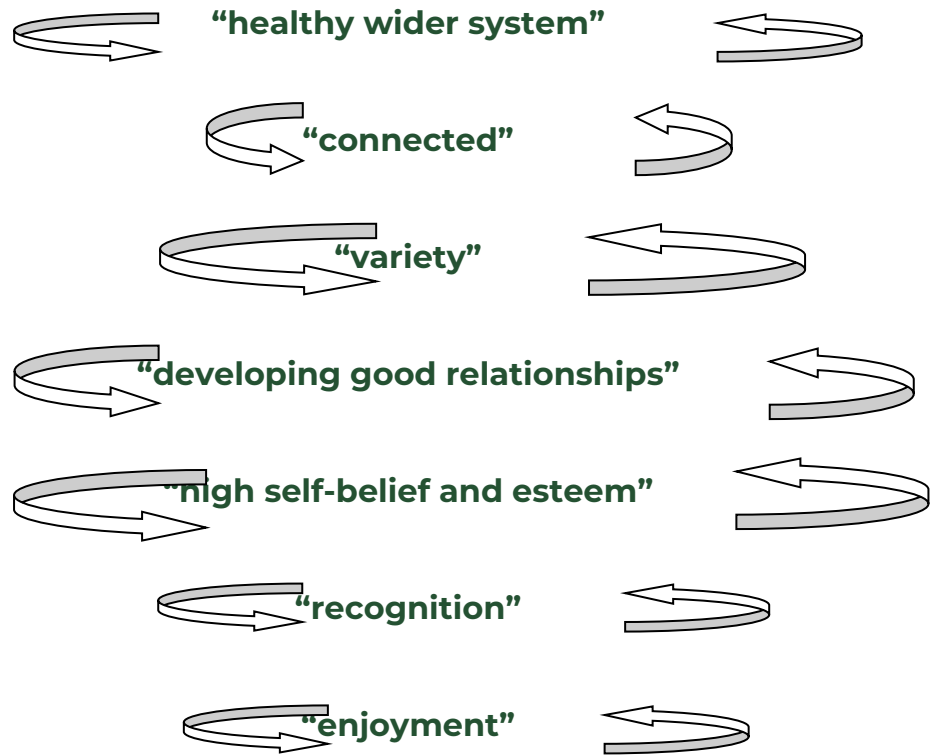 “healthy wider system”
“connected”
“variety”
“developing good relationships”
“high self-belief and esteem”
“recognition”
“enjoyment”